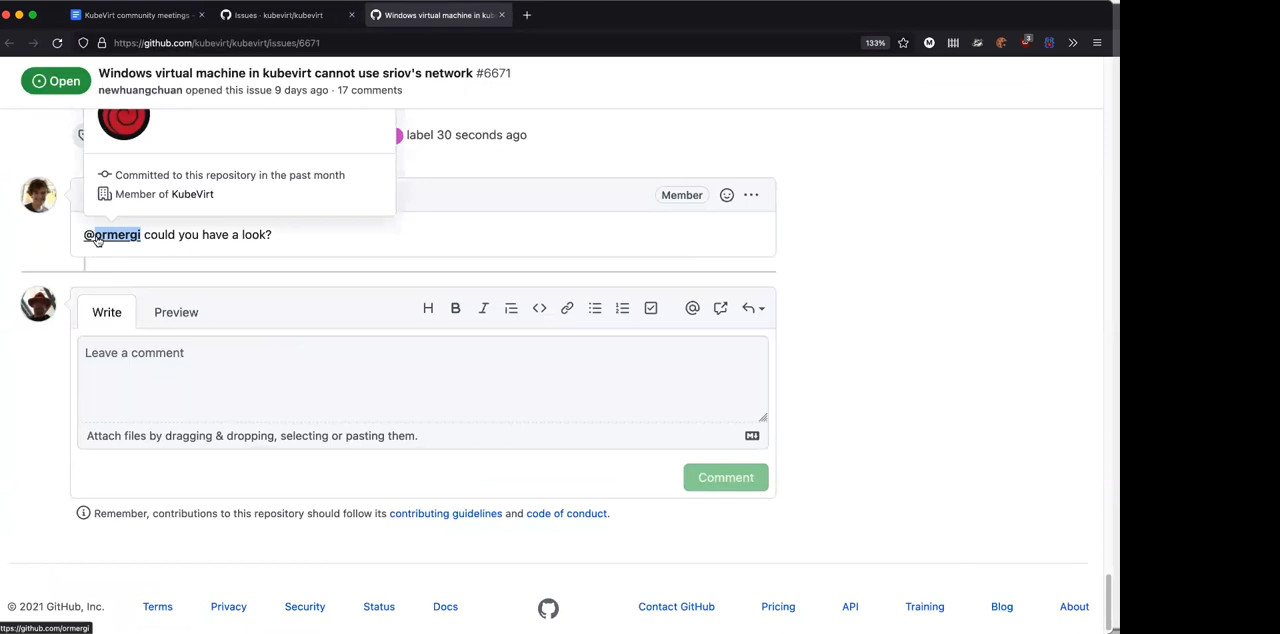 KubeVirt community meetings
Issues · kubevirt/kubevirt
Windows virtual machine in kub
https://github.com/kubevirt/kubevirt/issues/6671
133%
3
Open
Windows virtual machine in kubevirt cannot use sriov's network #6671
newhuangchuan opened this issue 9 days ago · 17 comments
label 30 seconds ago
Committed to this repository in the past month
Member of KubeVirt
Member
@ormergi could you have a look?
Write
Preview
Leave a comment
Attach files by dragging & dropping, selecting or pasting them.
Comment
Remember, contributions to this repository should follow its contributing guidelines and code of conduct.
© 2021 GitHub, Inc.
Terms
Privacy
Security
Status
Docs
Contact GitHub
Pricing
API
Training
Blog
About
ttps://github.com/ormergi